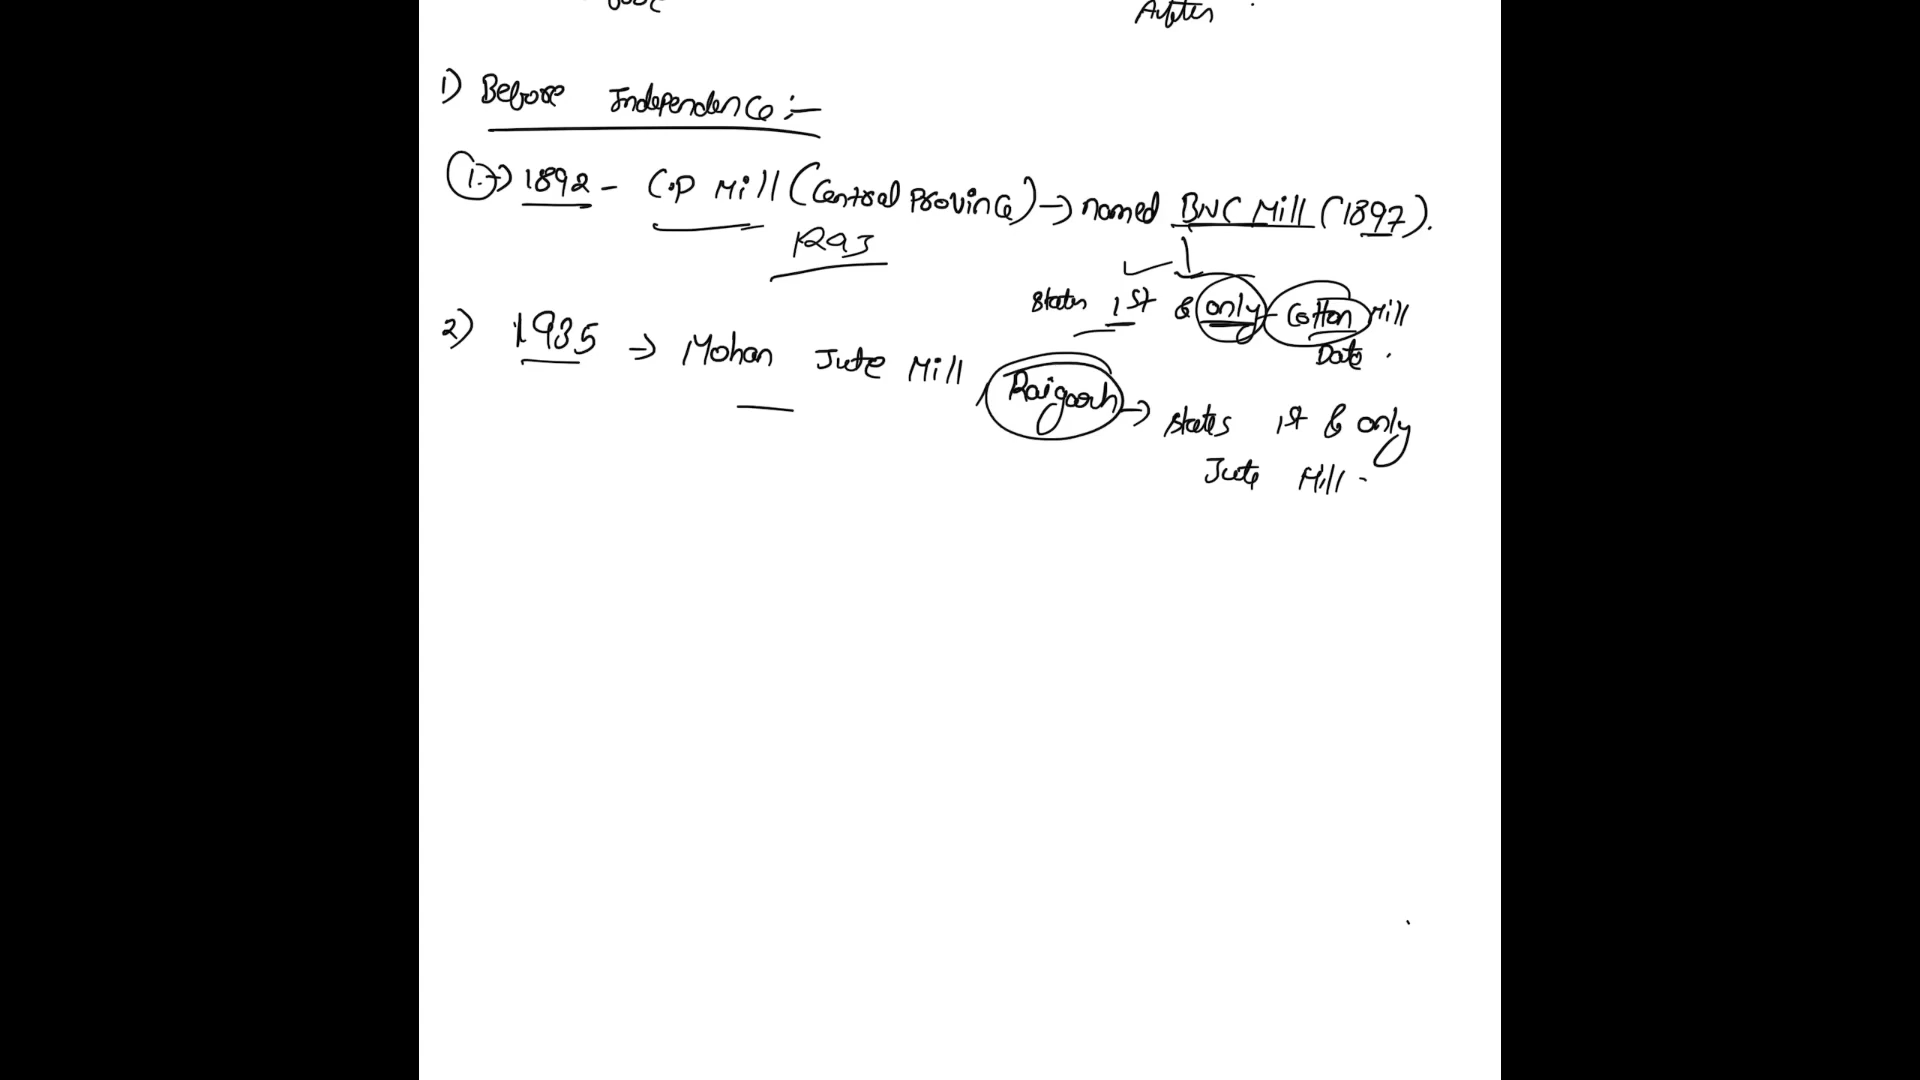 After
1) Before Independence :-
1. → 1892 - C.P Mill (Central Province) → named BNC Mill (1897).
RAJ
States 1st & only Cotton Mill
Date.
2) 1935 → Mohan Jute Mill, Raigarh → states 1st & only
Jute Mill -